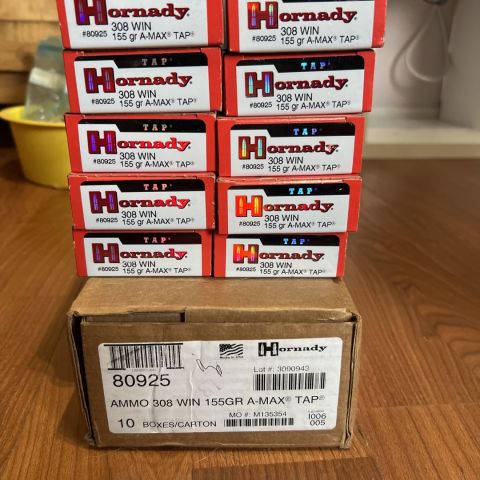 Hornady
308 WIN
#80925 155 gr A-MAX® TAP®
Hornady
308 WIN
#80925 155 gr A-MAX® TAP®
TAP®
Hornady
308 WIN
#80925 155 gr A-MAX® TAP®
TAP®
Hornady
308 WIN
#80925 155 gr A-MAX® TAP®
TAP®
Hornady
308 WIN
#80925 155 gr A-MAX® TAP®
TAP®
Hornady
308 WIN
#80925 155 gr A-MAX® TAP®
TAP®
Hornady
308 WIN
#80925 155 gr A-MAX® TAP®
TAP®
Hornady
308 WIN
#80925 155 gr A-MAX® TAP®
TAP®
Hornady
308 WIN
#80925 155 gr A-MAX® TAP®
TAP®
Hornady
308 WIN
#80925 155 gr A-MAX® TAP®
Hornady
80925
Lot #: 3090943
AMMO 308 WIN 155GR A-MAX® TAP®
10 BOXES/CARTON
MO #: M135354
I006
005